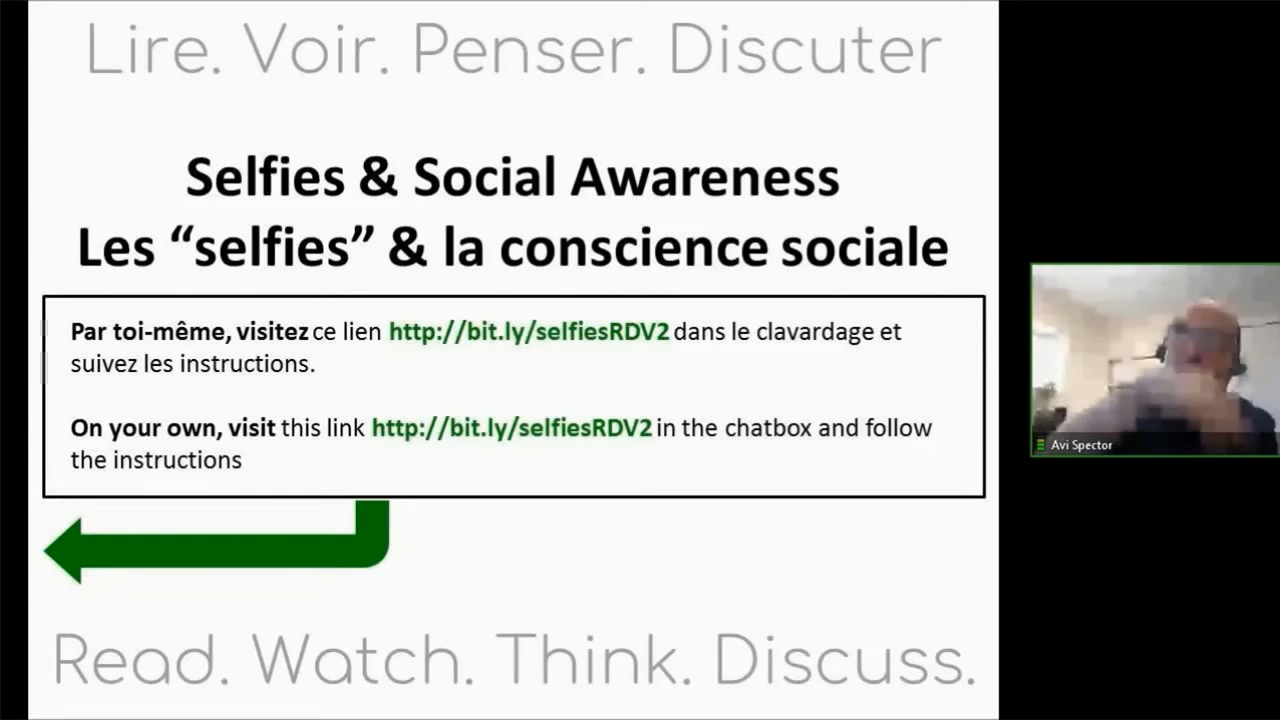 Lire. Voir. Penser. Discuter
Selfies & Social Awareness
Les “selfies” & la conscience sociale
Par toi-même, visitez ce lien http://bit.ly/selfiesRDV2 dans le clavardage et
suivez les instructions.
On your own, visit this link http://bit.ly/selfiesRDV2 in the chatbox and follow
the instructions
Avi Spector
Read. Watch. Think. Discuss.